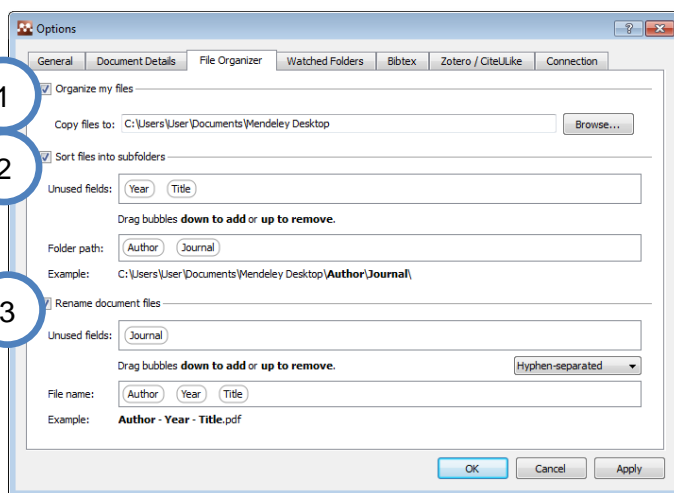 Options
General Document Details File Organizer Watched Folders Bibtex Zotero / CiteULike Connection
1
Organize my files
Copy files to: C:\Users\User\Documents\Mendeley Desktop Browse...
2
Sort files into subfolders
Unused fields: Year Title
Drag bubbles down to add or up to remove.
Folder path: Author Journal
Example: C:\Users\User\Documents\Mendeley Desktop\Author\Journal\
3
Rename document files
Unused fields: Journal
Drag bubbles down to add or up to remove. Hyphen-separated
File name: Author Year Title
Example: Author - Year - Title.pdf
OK Cancel Apply